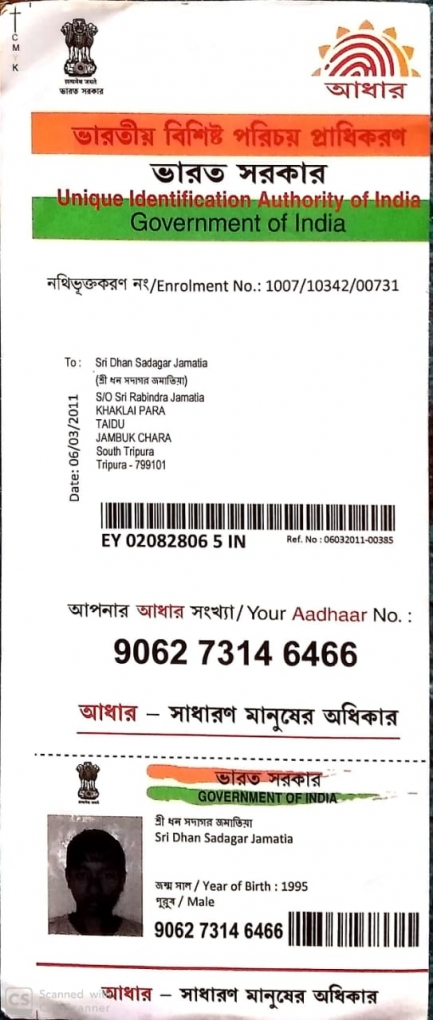 CMYK
सत्यमेव जयते
ভারত সরকার
আধার
ভারতীয় বিশিষ্ট পরিচয় প্রাধিকরণ
ভারত সরকার
Unique Identification Authority of India
Government of India
নথিভূক্তকরণ নং/Enrolment No.: 1007/10342/00731
To: Sri Dhan Sadagar Jamatia
(শ্রী ধন সদাগর জমাতিয়া)
S/O Sri Rabindra Jamatia
KHAKLAI PARA
TAIDU
JAMBUK CHARA
South Tripura
Tripura - 799101
Date: 06/03/2011
EY 02082806 5 IN
Ref. No : 06032011-00385
আপনার আধার সংখ্যা/Your Aadhaar No. :
9062 7314 6466
আধার – সাধারণ মানুষের অধিকার
ভারত সরকার
GOVERNMENT OF INDIA
শ্রী ধন সদাগর জমাতিয়া
Sri Dhan Sadagar Jamatia
জন্ম সাল / Year of Birth : 1995
পুরুষ / Male
9062 7314 6466
আধার – সাধারণ মানুষের অধিকার
CS Scanned with